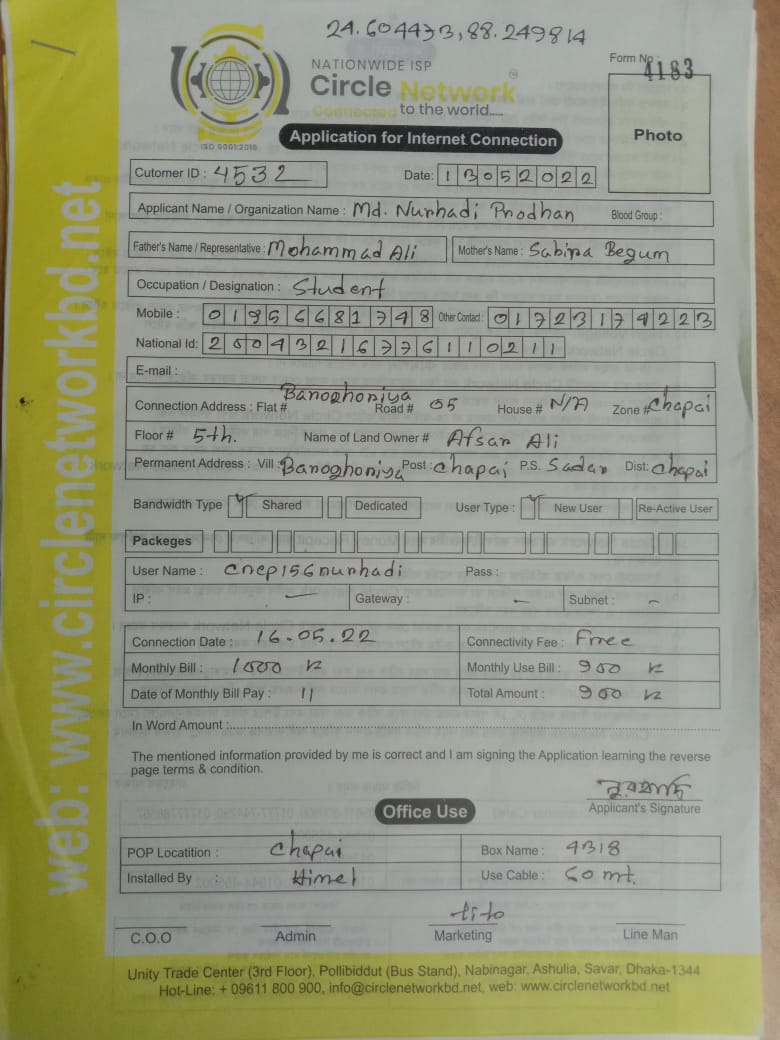 24.604473,88.249814
NATIONWIDE ISP
Circle Network
Connected to the world.....
ISO 9001:2015
Form No : 4183
Photo
Application for Internet Connection
Cutomer ID : 4532 Date: 13052022
Applicant Name / Organization Name : Md. Nurhadi Prodhan Blood Group :
Father's Name / Representative : Mohammad Ali Mother's Name : Sabina Begum
Occupation / Designation : Student
Mobile : 01956681748 Other Contact : 01723174223
National Id: 20043216776110211
E-mail :
Connection Address : Flat # Banoghoniya Road # 05 House # N/A Zone # Chapai
Floor # 5th. Name of Land Owner # Afsar Ali
Permanent Address : Vill : Banoghoniya Post : Chapai P.S. Sadar Dist: Chapai
Bandwidth Type Shared Dedicated User Type : New User Re-Active User
Packeges
User Name : cncp156nurhadi Pass :
IP : — Gateway : — Subnet : —
Connection Date : 16.05.22 Connectivity Fee : Free
Monthly Bill : 1000 Monthly Use Bill : 900
Date of Monthly Bill Pay : 11 Total Amount : 900
In Word Amount :
The mentioned information provided by me is correct and I am signing the Application learning the reverse
page terms & condition.
নুরহাদি
Applicant's Signature
Office Use
POP Locatition : Chapai Box Name : 4318
Installed By : Himel Use Cable : 60 mt.
tito
C.O.O Admin Marketing Line Man
Unity Trade Center (3rd Floor), Pollibiddut (Bus Stand), Nabinagar, Ashulia, Savar, Dhaka-1344
Hot-Line: + 09611 800 900, info@circlenetworkbd.net, web: www.circlenetworkbd.net
web: www.circlenetworkbd.net